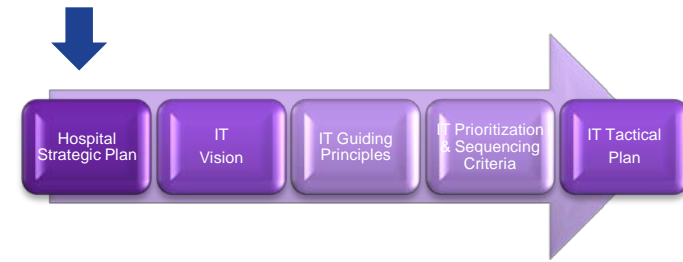 Hospital
Strategic Plan
IT
Vision
IT Guiding
Principles
IT Prioritization
& Sequencing
Criteria
IT Tactical
Plan